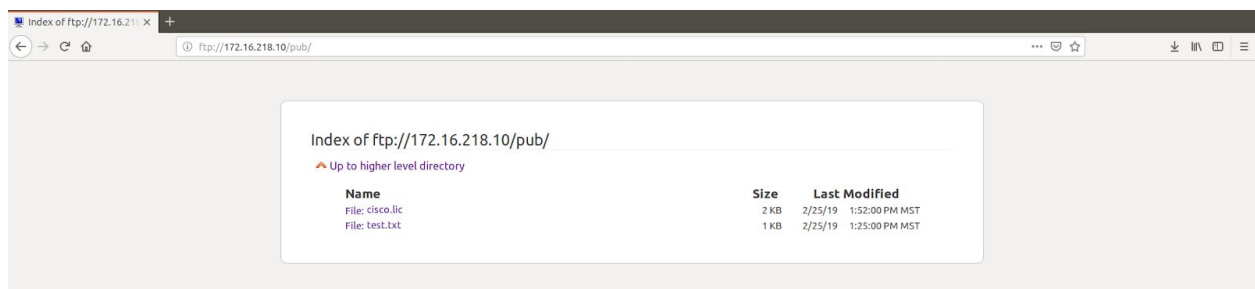 Index of ftp://172.16.21
ftp://172.16.218.10/pub/
Index of ftp://172.16.218.10/pub/
Up to higher level directory
Name Size Last Modified
File: cisco.lic 2 KB 2/25/19 1:52:00 PM MST
File: test.txt 1 KB 2/25/19 1:25:00 PM MST